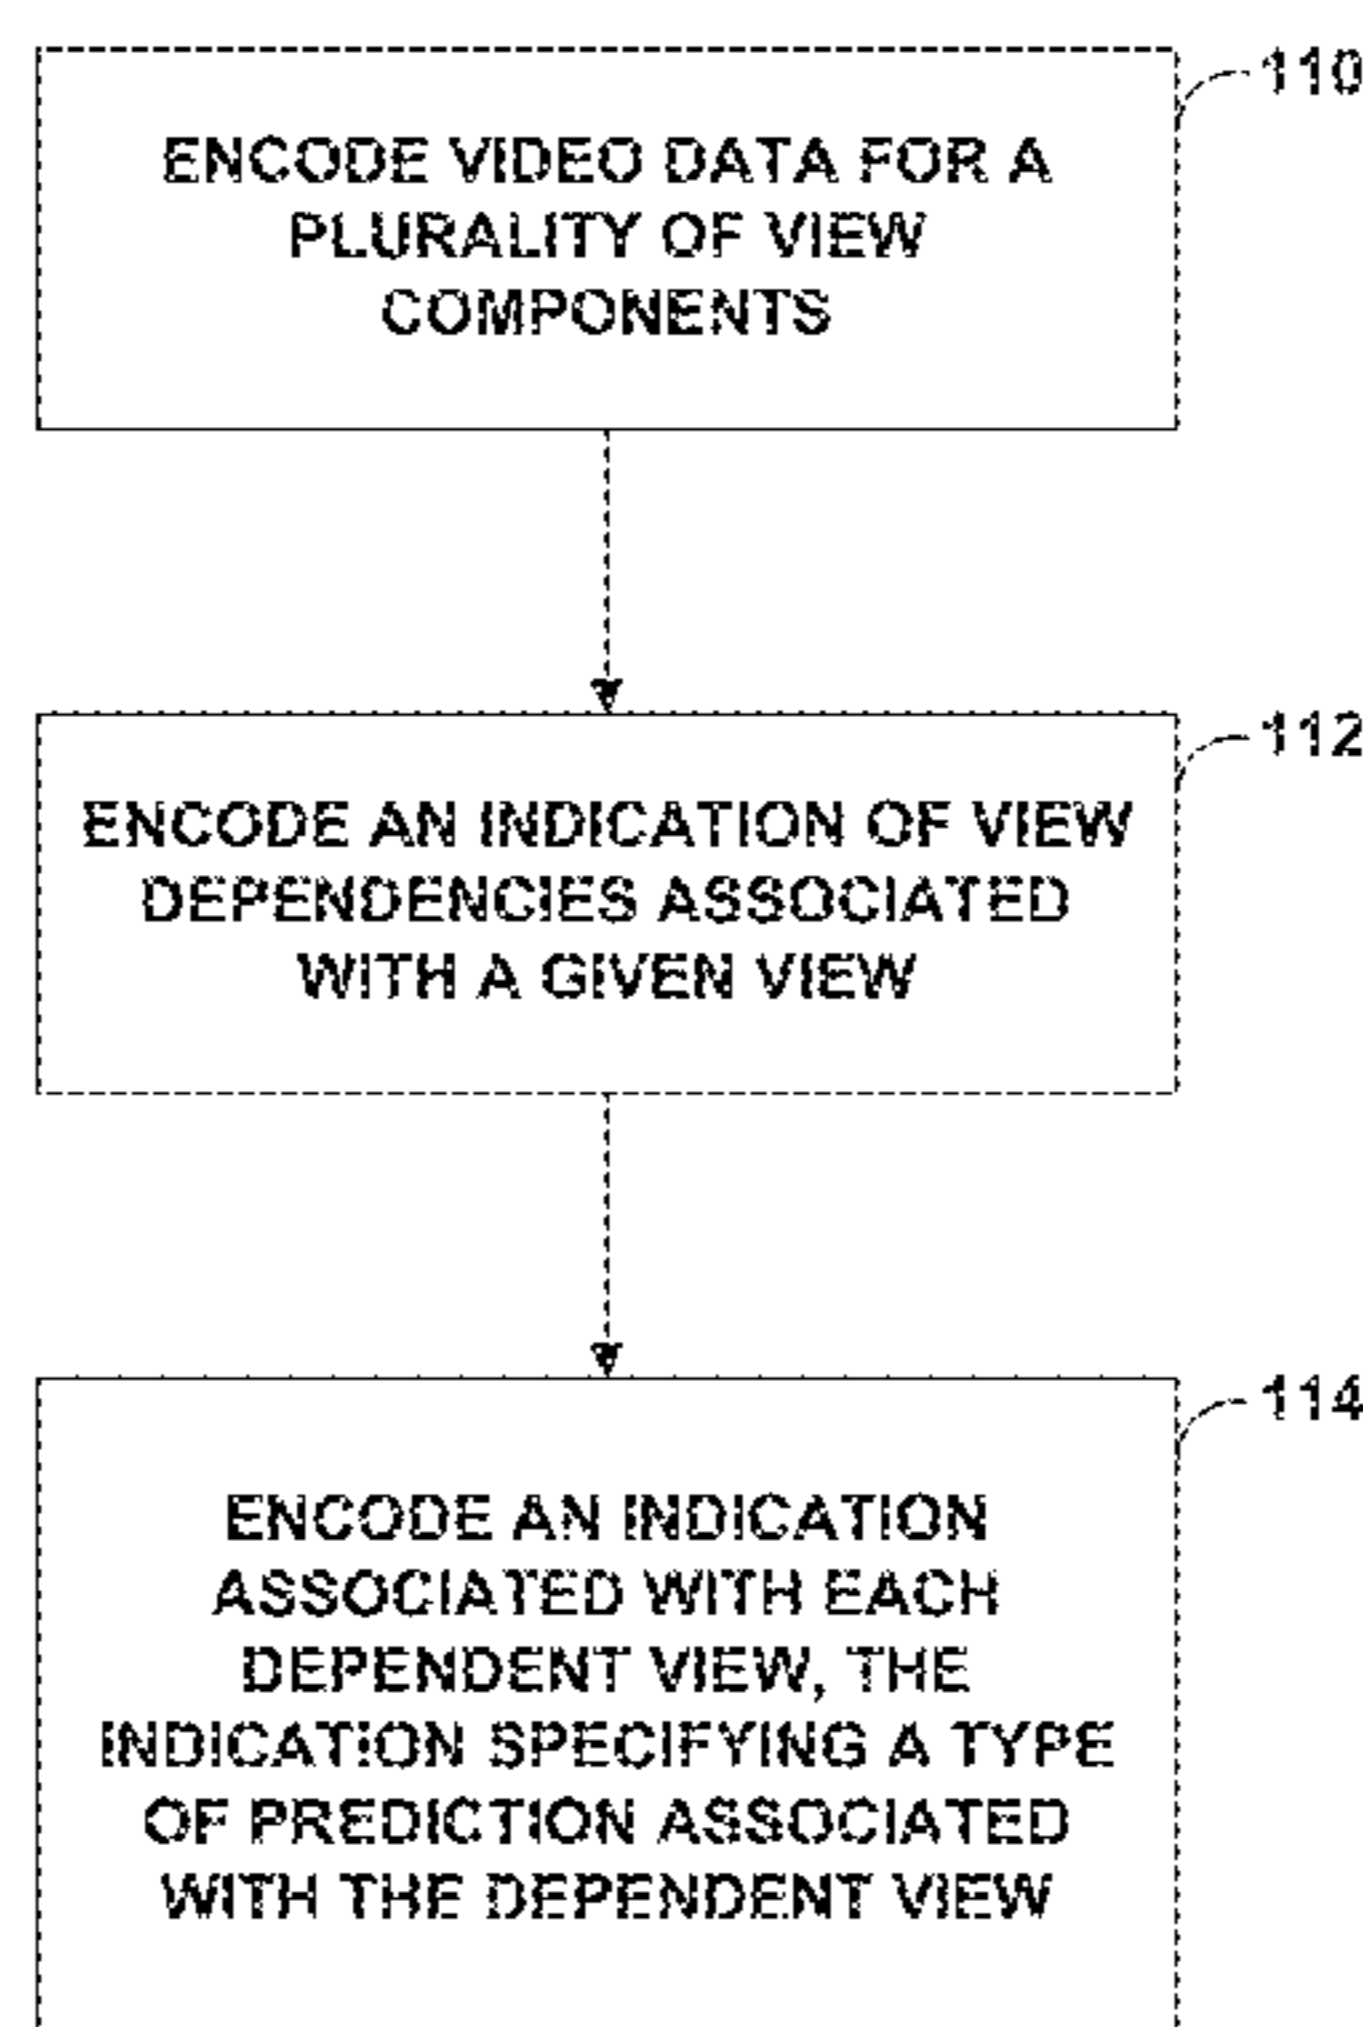 110
ENCODE VIDEO DATA FOR A
PLURALITY OF VIEW
COMPONENTS
112
ENCODE AN INDICATION OF VIEW
DEPENDENCIES ASSOCIATED
WITH A GIVEN VIEW
114
ENCODE AN INDICATION
ASSOCIATED WITH EACH
DEPENDENT VIEW, THE
INDICATION SPECIFYING A TYPE
OF PREDICTION ASSOCIATED
WITH THE DEPENDENT VIEW